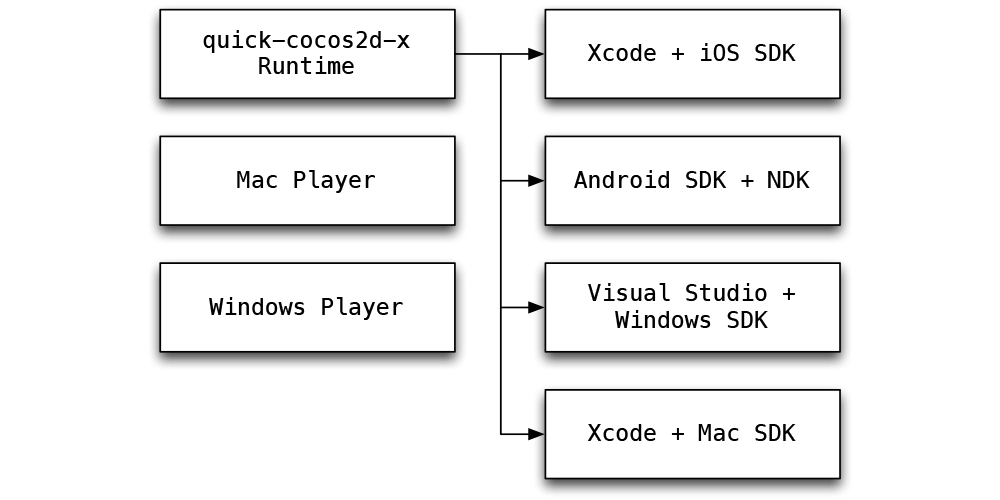 quick-cocos2d-x
Runtime
Xcode + iOS SDK
Mac Player
Android SDK + NDK
Windows Player
Visual Studio +
Windows SDK
Xcode + Mac SDK